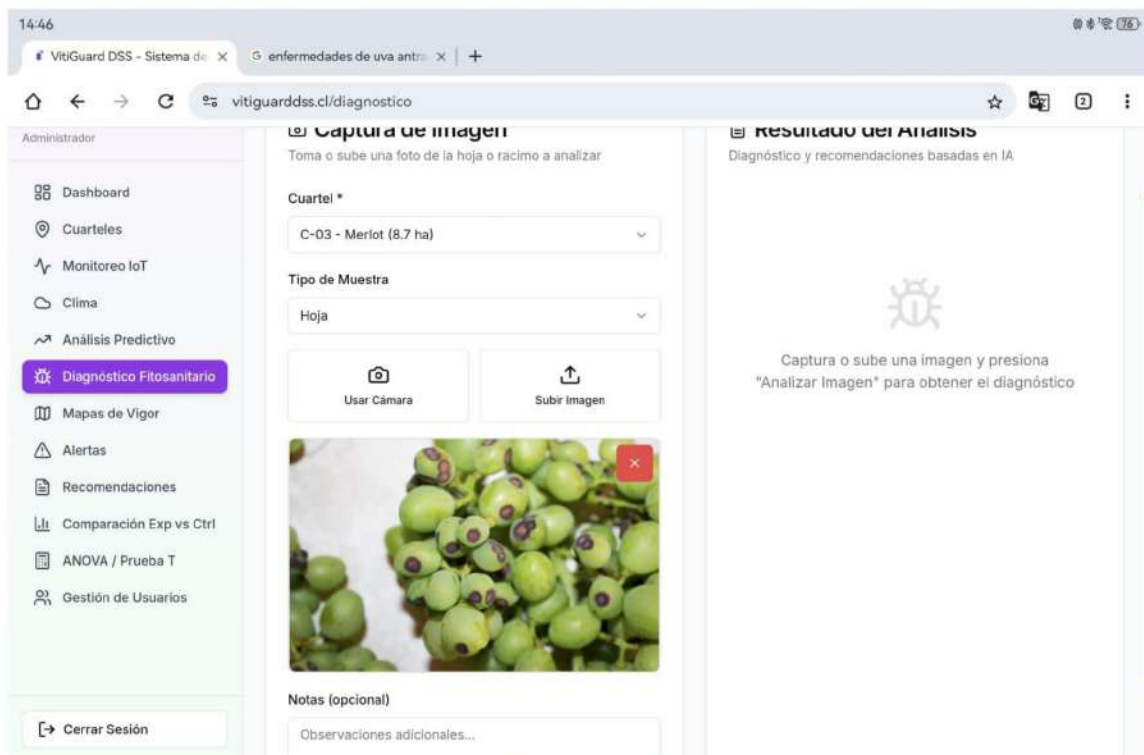 14:46
76
VitiGuard DSS - Sistema de
enfermedades de uva antra
vitiguarddss.cl/diagnostico
2
Administrador
Dashboard
Cuarteles
Monitoreo IoT
Clima
Análisis Predictivo
Diagnóstico Fitosanitario
Mapas de Vigor
Alertas
Recomendaciones
Comparación Exp vs Ctrl
ANOVA / Prueba T
Gestión de Usuarios
Cerrar Sesión
Captura de Imagen
Toma o sube una foto de la hoja o racimo a analizar
Cuartel *
C-03 - Merlot (8.7 ha)
Tipo de Muestra
Hoja
Usar Cámara
Subir Imagen
Notas (opcional)
Observaciones adicionales...
Resultado del Análisis
Diagnóstico y recomendaciones basadas en IA
Captura o sube una imagen y presiona
"Analizar Imagen" para obtener el diagnóstico